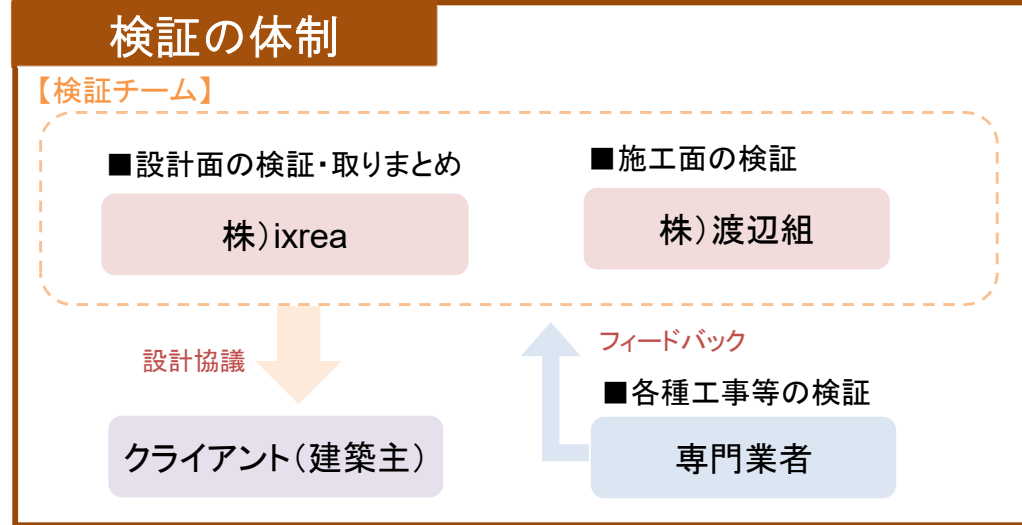 検証の体制
【検証チーム】
■設計面の検証・取りまとめ
株)ixrea
■施工面の検証
株)渡辺組
設計協議
フィードバック
■各種工事等の検証
クライアント(建築主)
専門業者